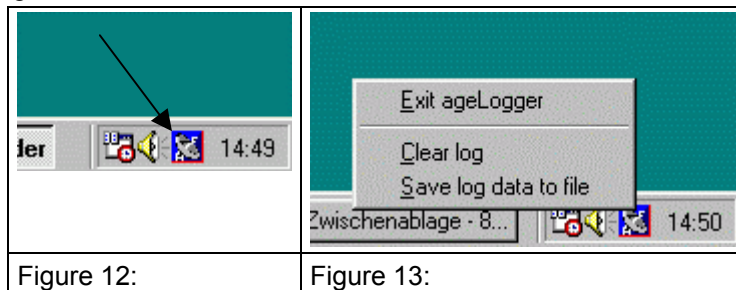 der
14:49
Exit ageLogger
Clear log
Save log data to file
Zwischenablage - 8...
14:50
Figure 12:
Figure 13: